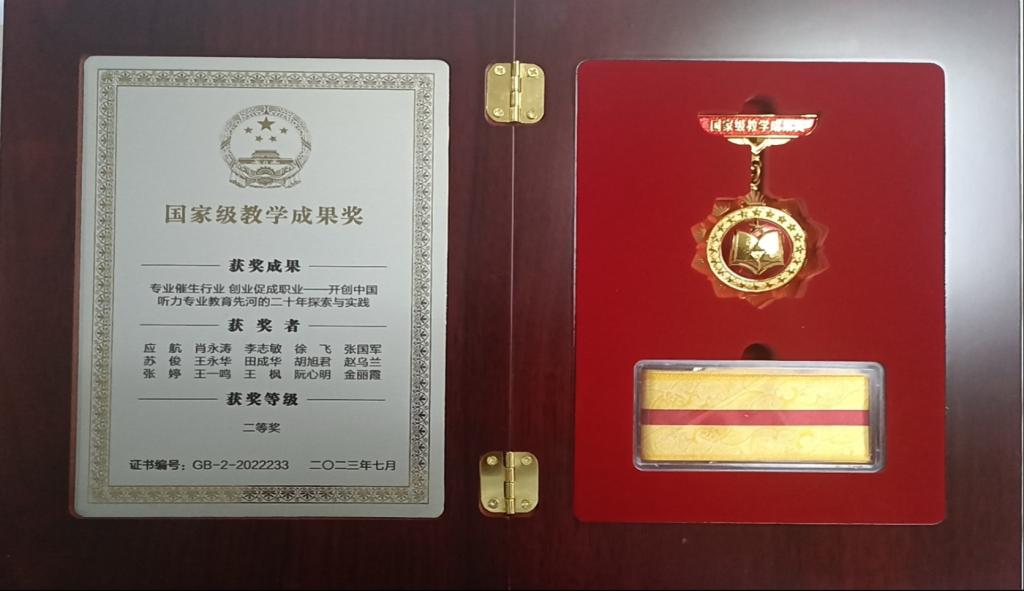 国家级教学成果奖
获奖成果
专业催生行业 创业促成职业——开创中国
听力专业教育先河的二十年探索与实践
获 奖 者
应 航 肖永涛 李志敏 徐 飞 张国军
苏 俊 王永华 田成华 胡旭君 赵乌兰
张 婷 王一鸣 王 枫 阮心明 金丽霞
获奖等级
二等奖
证书编号：GB-2-2022233 二〇二三年七月
国家级教学成果奖